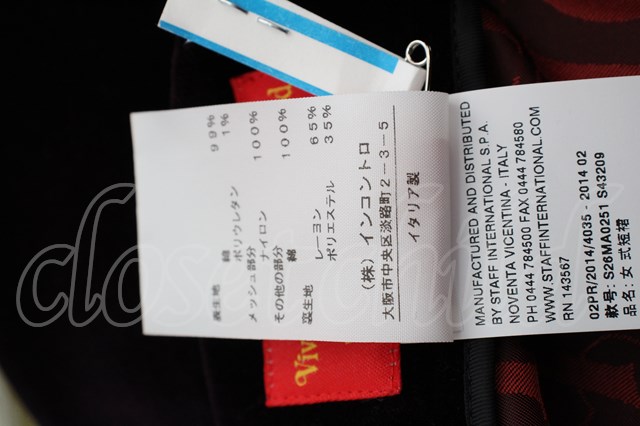 表生地 綿 99%
ポリウレタン 1%
メッシュ部分 ナイロン 100%
その他の部分 綿 100%
裏生地 レーヨン 65%
ポリエステル 35%
(株)インコントロ
大阪市中央区淡路町2-3-5
イタリア製
MANUFACTURED AND DISTRIBUTED
BY STAFF INTERNATIONAL S.P.A.
NOVENTA VICENTINA - ITALY
PH 0444 784500 FAX 0444 784580
WWW.STAFFINTERNATIONAL.COM
RN 143567
02PR/2014/4035 - 2014 02
款号: S26MA0251 S43209
品名: 女式短裙
Viv
d